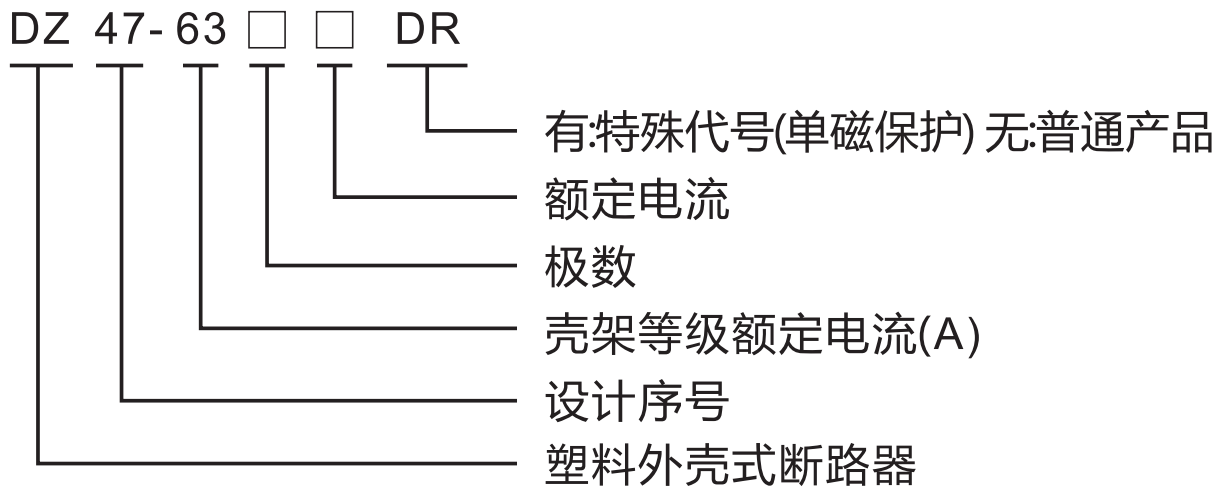 DZ 47-63□□ DR
有:特殊代号(单磁保护) 无:普通产品
额定电流
极数
壳架等级额定电流(A)
设计序号
塑料外壳式断路器